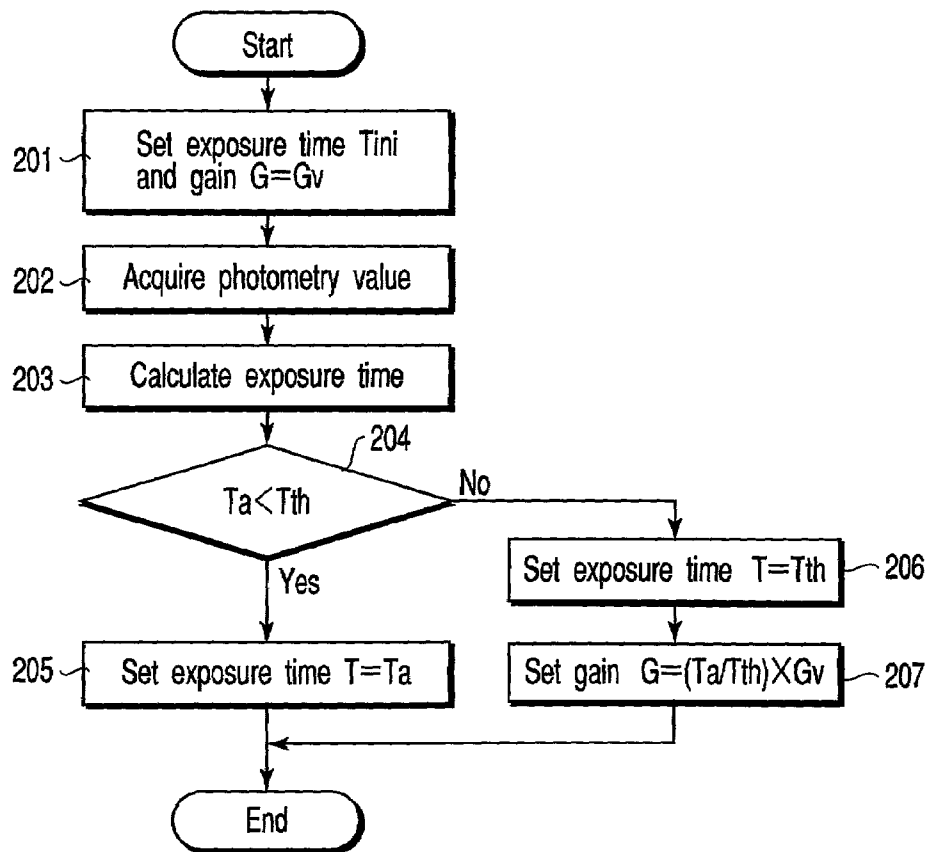 Start
201
Set exposure time Tini
and gain G=Gv
202
Acquire photometry value
203
Calculate exposure time
204
Ta<Tth
No
Yes
Set exposure time T=Tth
206
205
Set exposure time T=Ta
Set gain G=(Ta/Tth)XGv
207
End